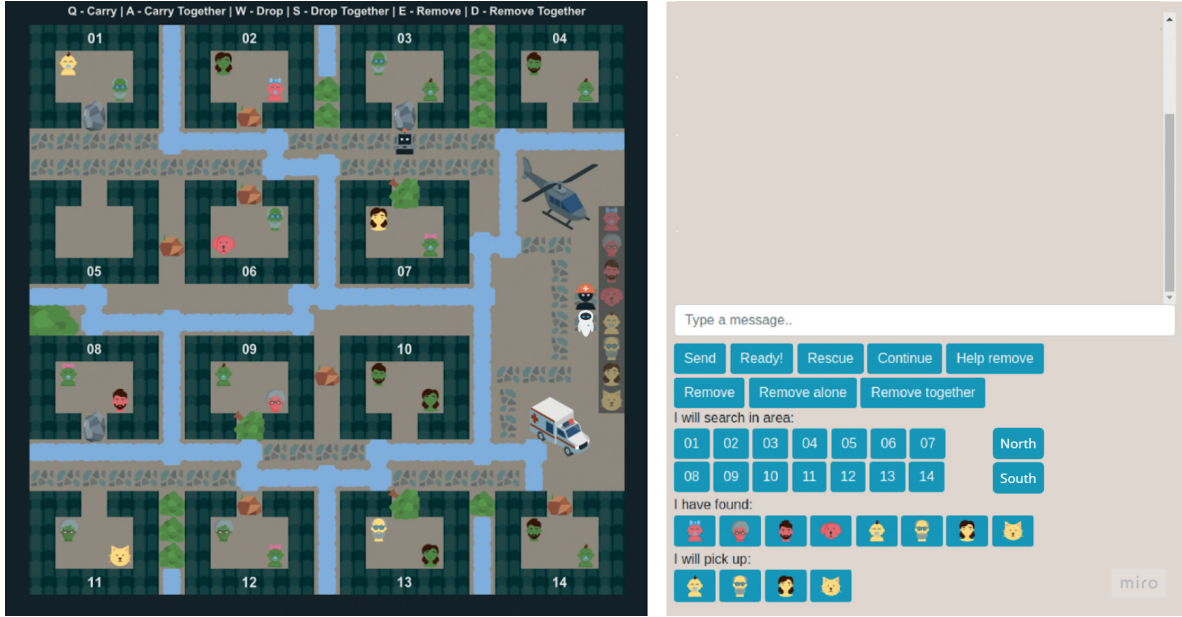 Q - Carry | A - Carry Together | W - Drop | S - Drop Together | E - Remove | D - Remove Together
01 02 03 04
05 06 07
08 09 10
11 12 13 14
Type a message..
Send Ready! Rescue Continue Help remove
Remove Remove alone Remove together
I will search in area:
01 02 03 04 05 06 07 North
08 09 10 11 12 13 14 South
I have found:
I will pick up:
miro